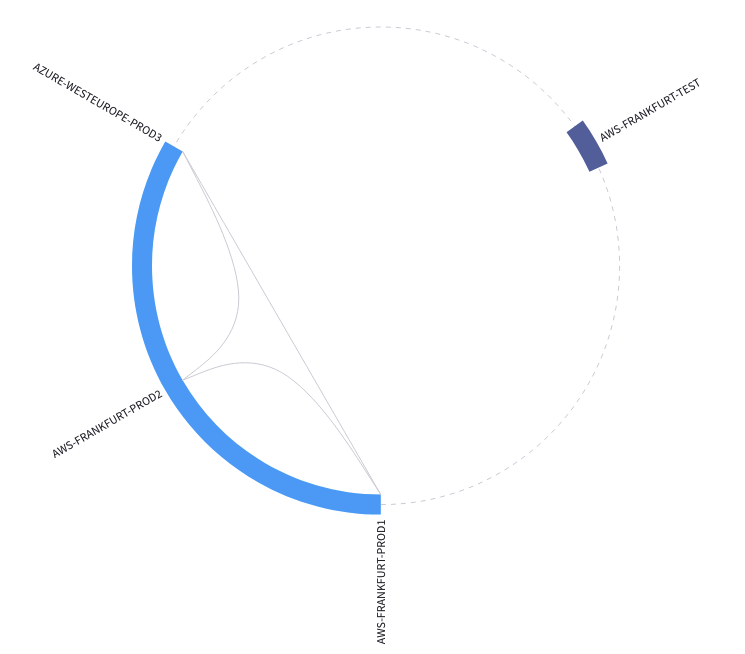 AZURE-WESTEUROPE-PROD3
AWS-FRANKFURT-TEST
AWS-FRANKFURT-PROD2
AWS-FRANKFURT-PROD1